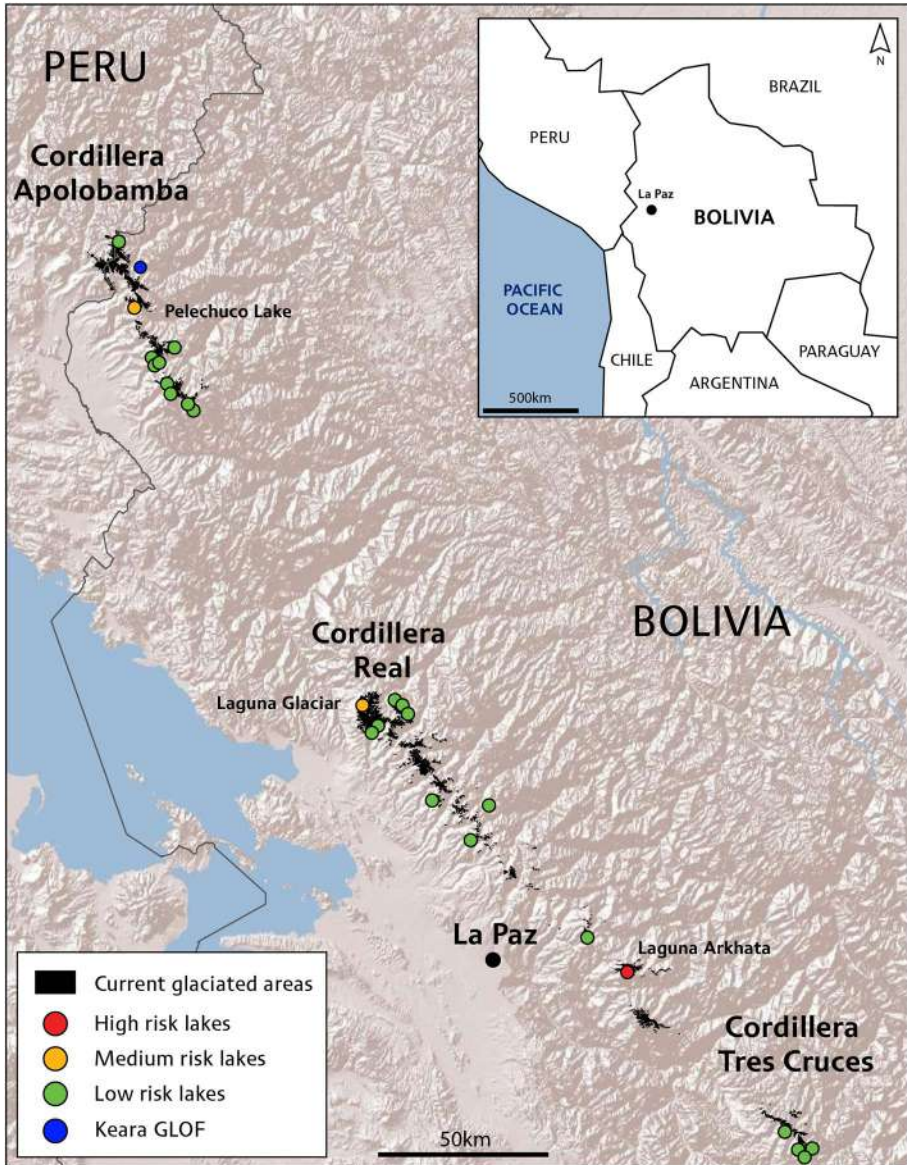 PERU
Cordillera
Apolobamba
Pelechuco Lake
N
BRAZIL
PERU
La Paz
BOLIVIA
PACIFIC
OCEAN
CHILE
PARAGUAY
ARGENTINA
500km
BOLIVIA
Cordillera
Real
Laguna Glaciar
La Paz
Laguna Arkhata
Cordillera
Tres Cruces
Current glaciated areas
High risk lakes
Medium risk lakes
Low risk lakes
Keara GLOF
50km